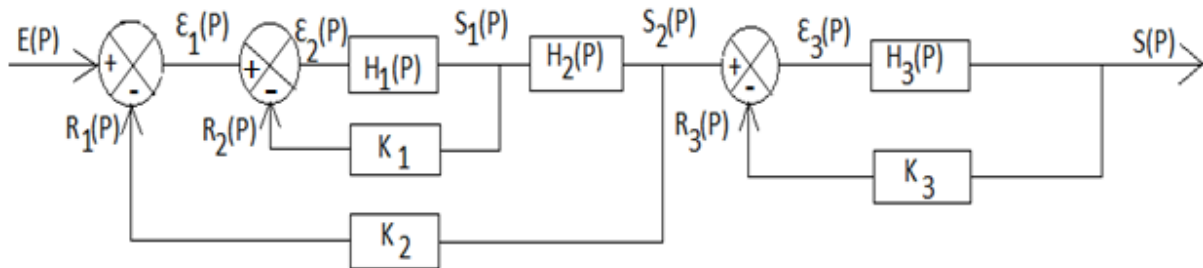 E(P) ε₁(P) ε₂(P) S₁(P) S₂(P) ε₃(P) S(P)
+ + H₁(P) H₂(P) + H₃(P)
- - -
R₁(P) R₂(P) K₁ R₃(P) K₃
K₂